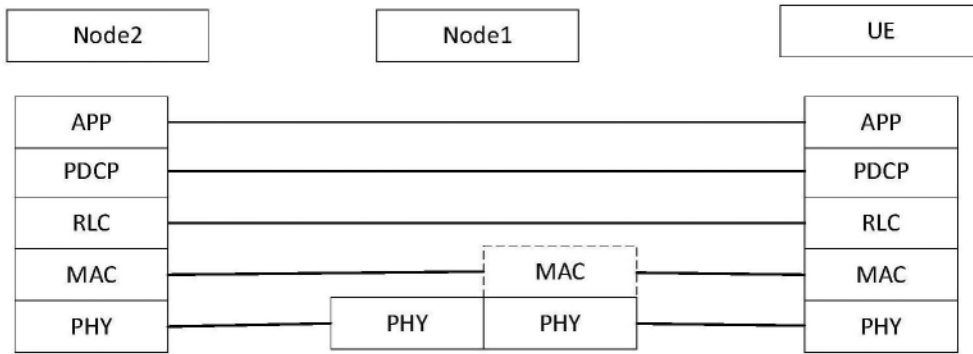 Node2
Node1
UE
APP
APP
PDCP
PDCP
RLC
RLC
MAC
MAC
MAC
PHY
PHY
PHY
PHY